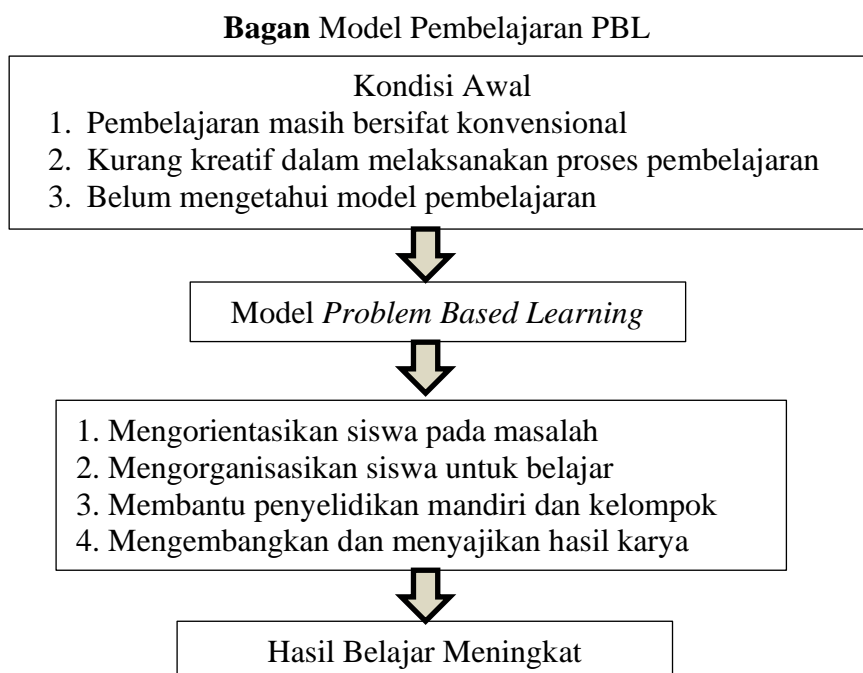 Bagan Model Pembelajaran PBL
Kondisi Awal
1. Pembelajaran masih bersifat konvensional
2. Kurang kreatif dalam melaksanakan proses pembelajaran
3. Belum mengetahui model pembelajaran
Model Problem Based Learning
1. Mengorientasikan siswa pada masalah
2. Mengorganisasikan siswa untuk belajar
3. Membantu penyelidikan mandiri dan kelompok
4. Mengembangkan dan menyajikan hasil karya
Hasil Belajar Meningkat